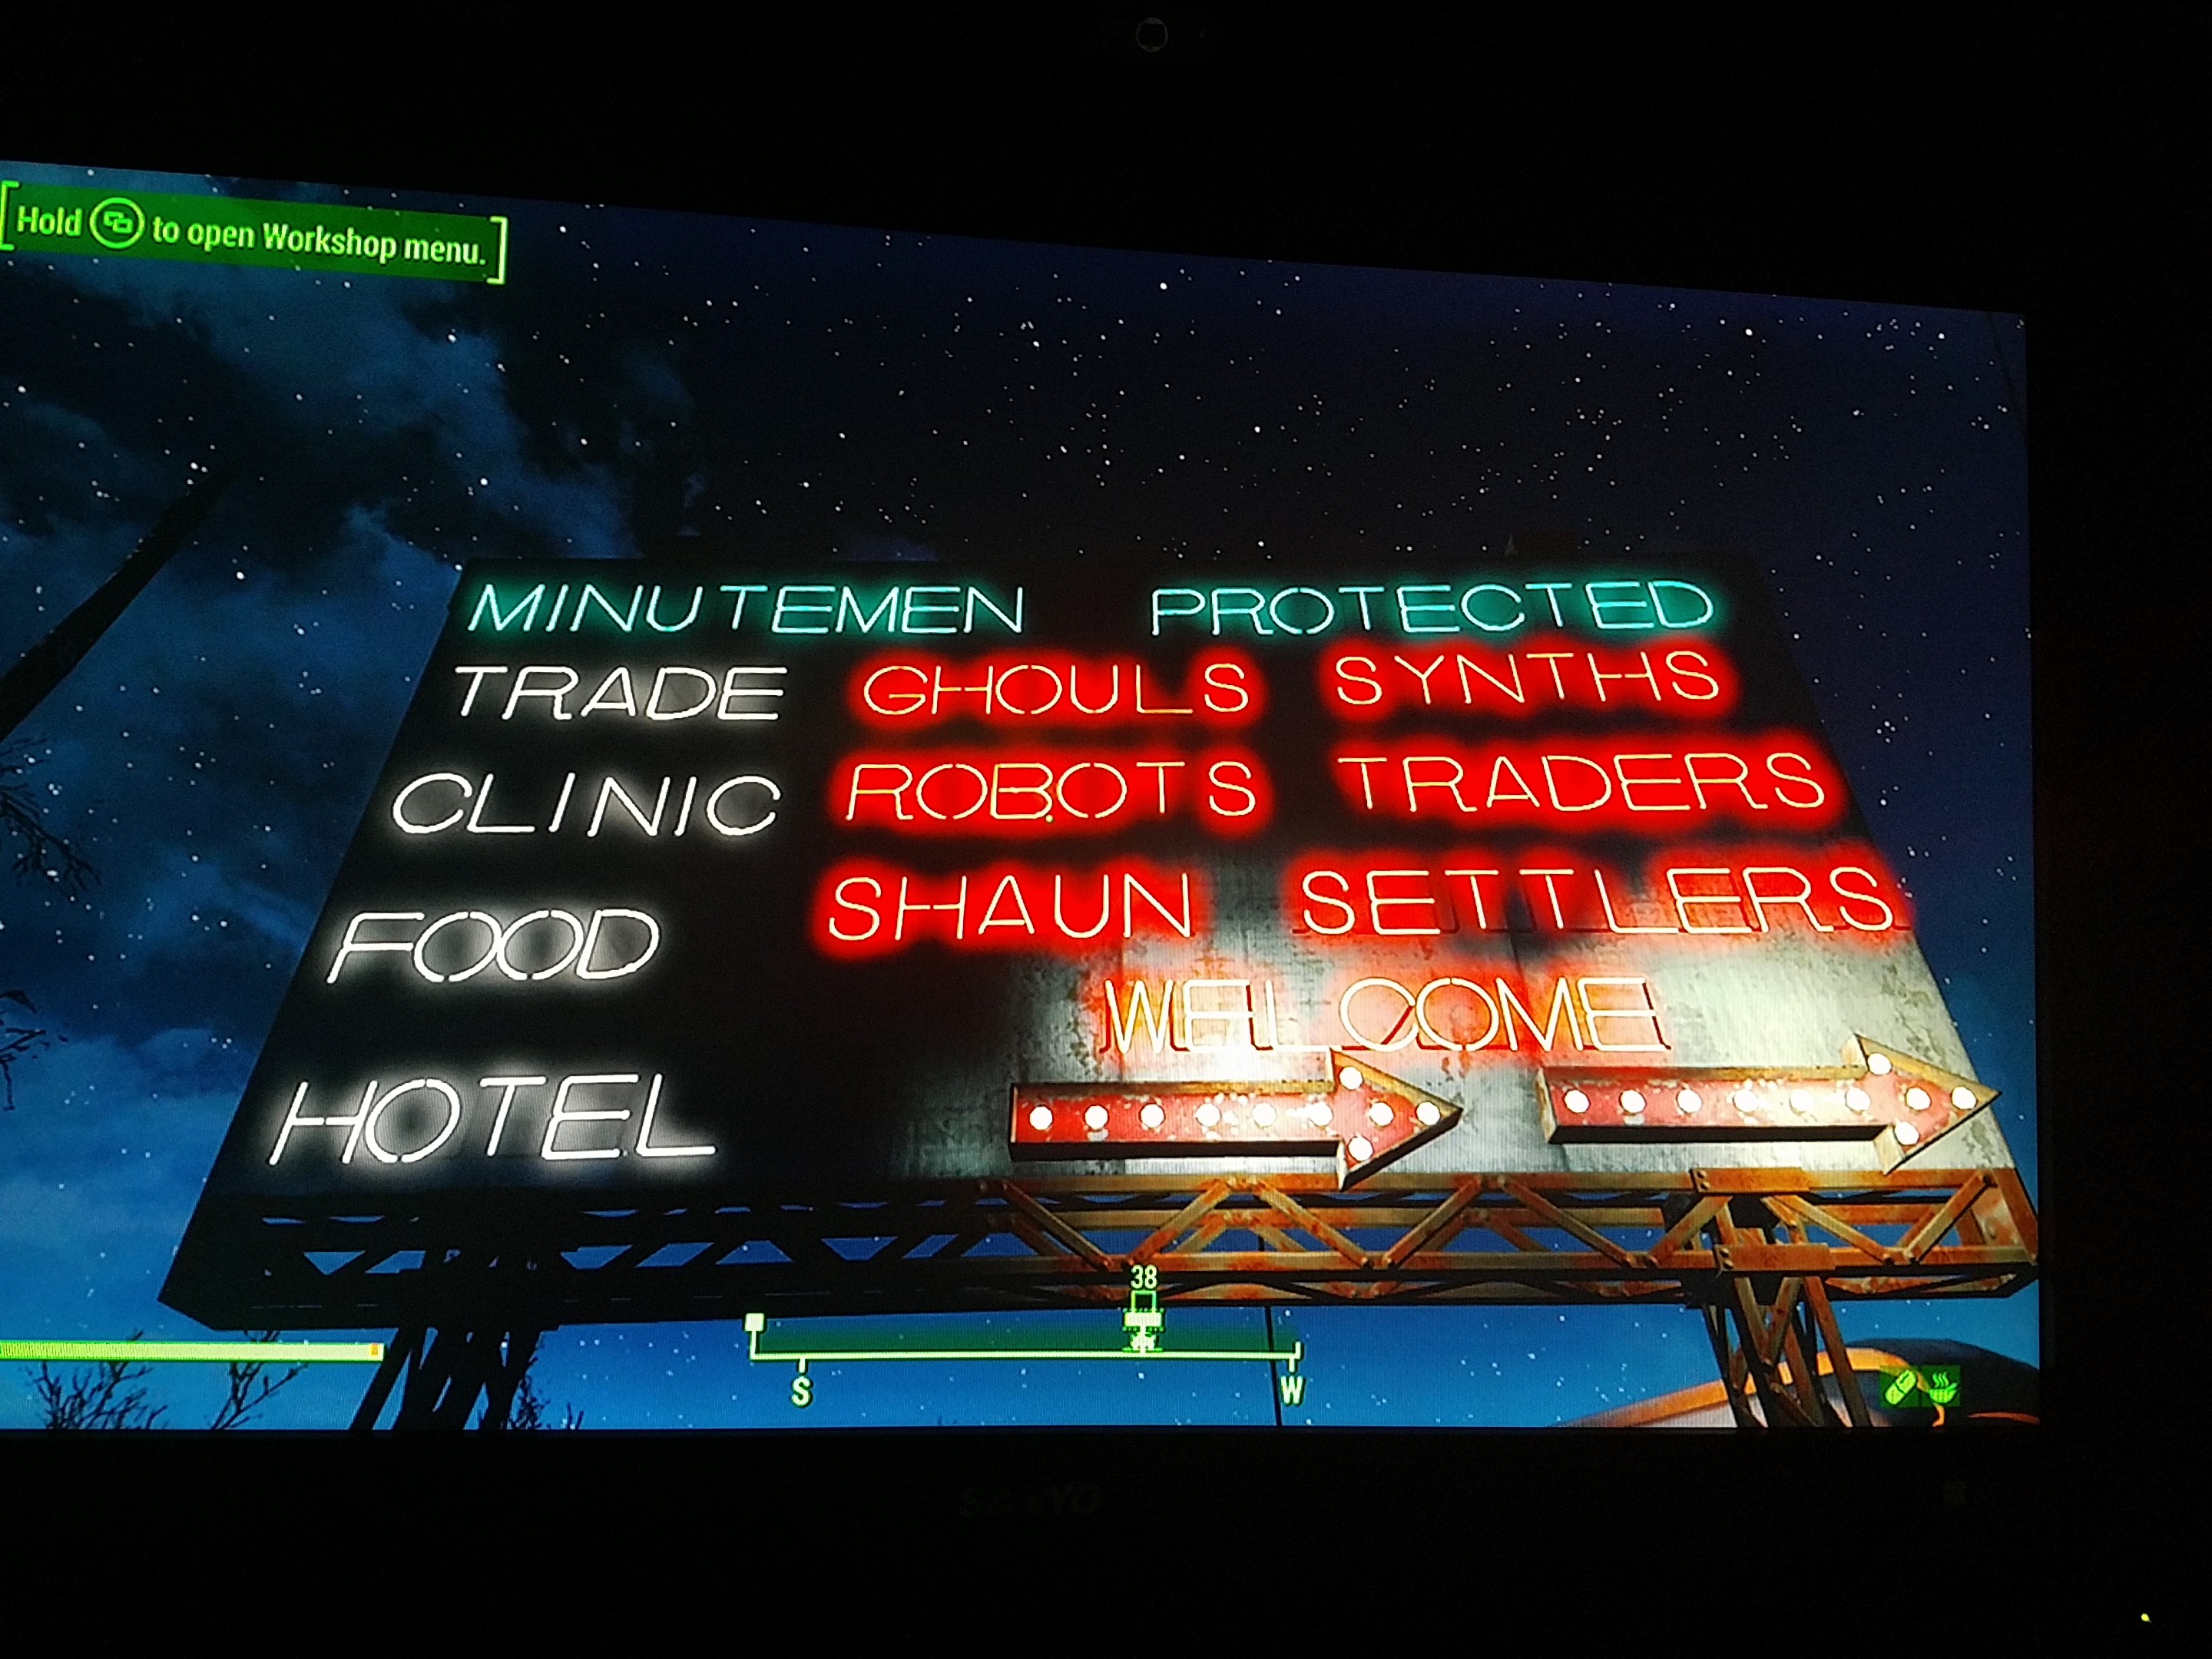 Hold to open Workshop menu.
MINUTEMEN PROTECTED
TRADE GHOULS SYNTHS
CLINIC ROBOTS TRADERS
FOOD SHAUN SETTLERS
WELCOME
HOTEL
38
S W
SANYO